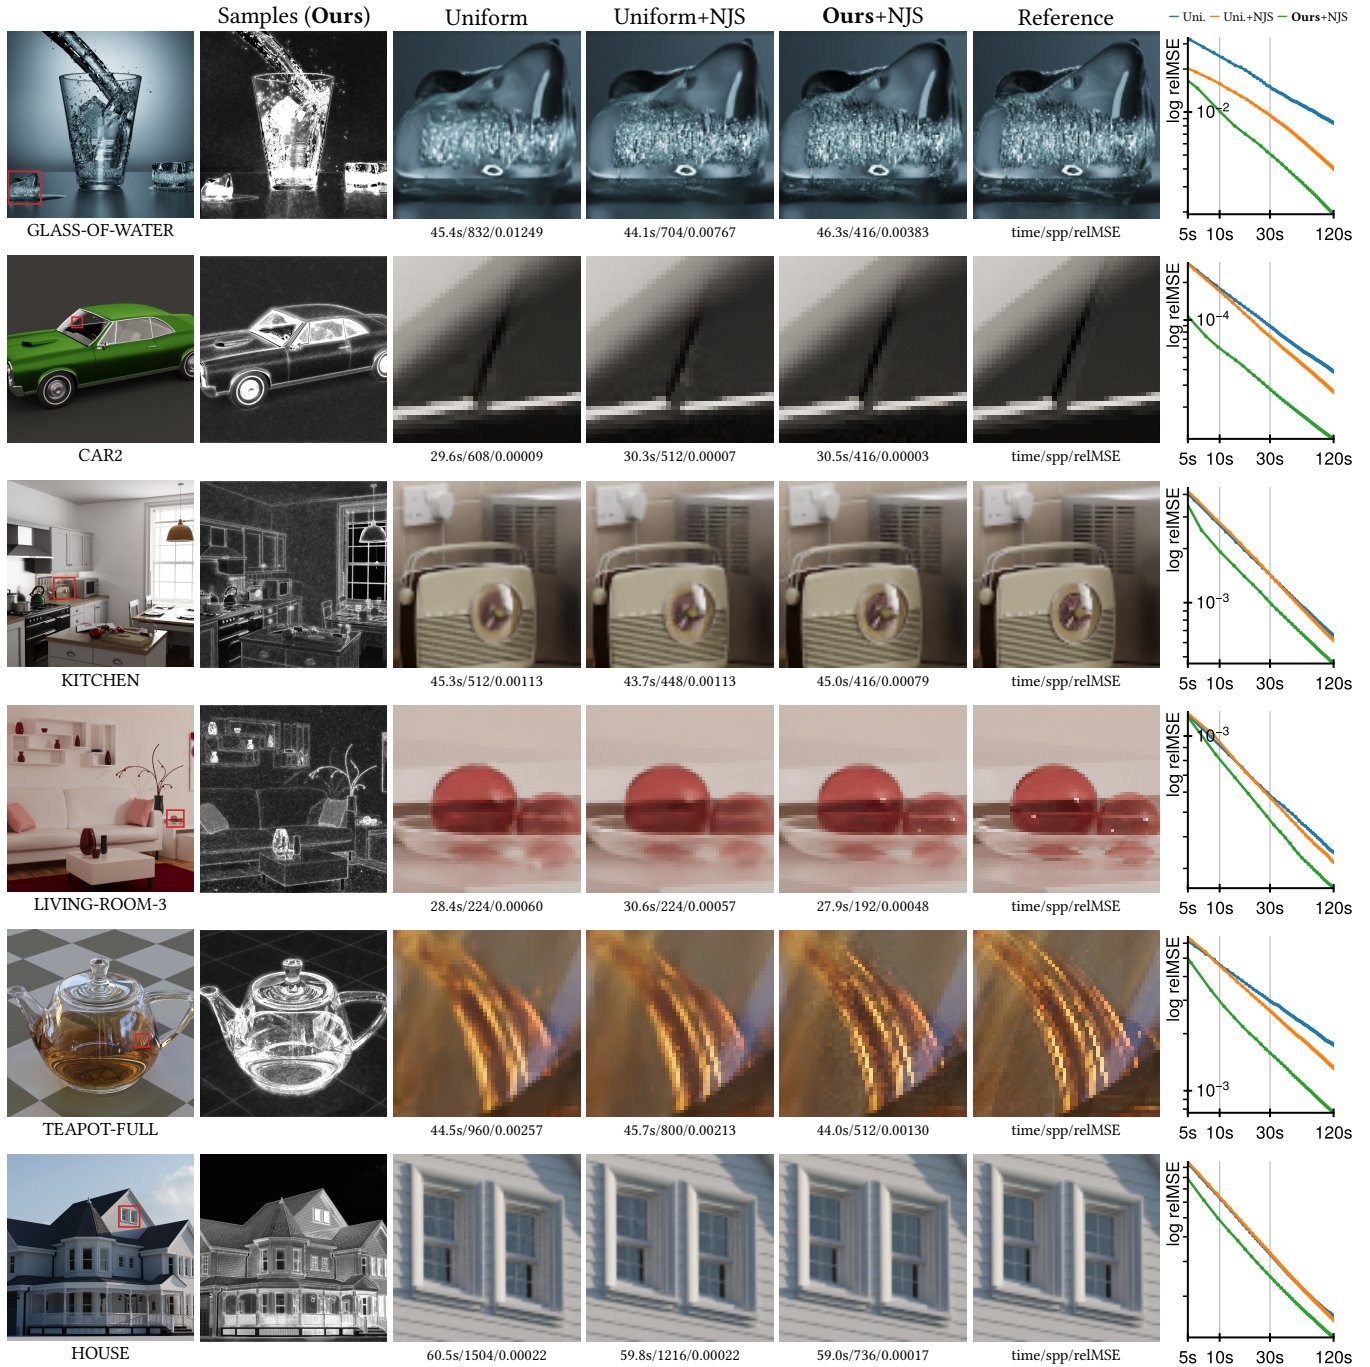 Samples (Ours) Uniform Uniform+NJS Ours+NJS Reference Uni. Uni.+NJS Ours+NJS
log relMSE
10⁻²
5s 10s 30s 120s
GLASS-OF-WATER 45.4s/832/0.01249 44.1s/704/0.00767 46.3s/416/0.00383 time/spp/relMSE
log relMSE
10⁻⁴
5s 10s 30s 120s
CAR2 29.6s/608/0.00009 30.3s/512/0.00007 30.5s/416/0.00003 time/spp/relMSE
log relMSE
10⁻³
5s 10s 30s 120s
KITCHEN 45.3s/512/0.00113 43.7s/448/0.00113 45.0s/416/0.00079 time/spp/relMSE
log relMSE
10⁻³
5s 10s 30s 120s
LIVING-ROOM-3 28.4s/224/0.00060 30.6s/224/0.00057 27.9s/192/0.00048 time/spp/relMSE
log relMSE
10⁻³
5s 10s 30s 120s
TEAPOT-FULL 44.5s/960/0.00257 45.7s/800/0.00213 44.0s/512/0.00130 time/spp/relMSE
log relMSE
5s 10s 30s 120s
HOUSE 60.5s/1504/0.00022 59.8s/1216/0.00022 59.0s/736/0.00017 time/spp/relMSE